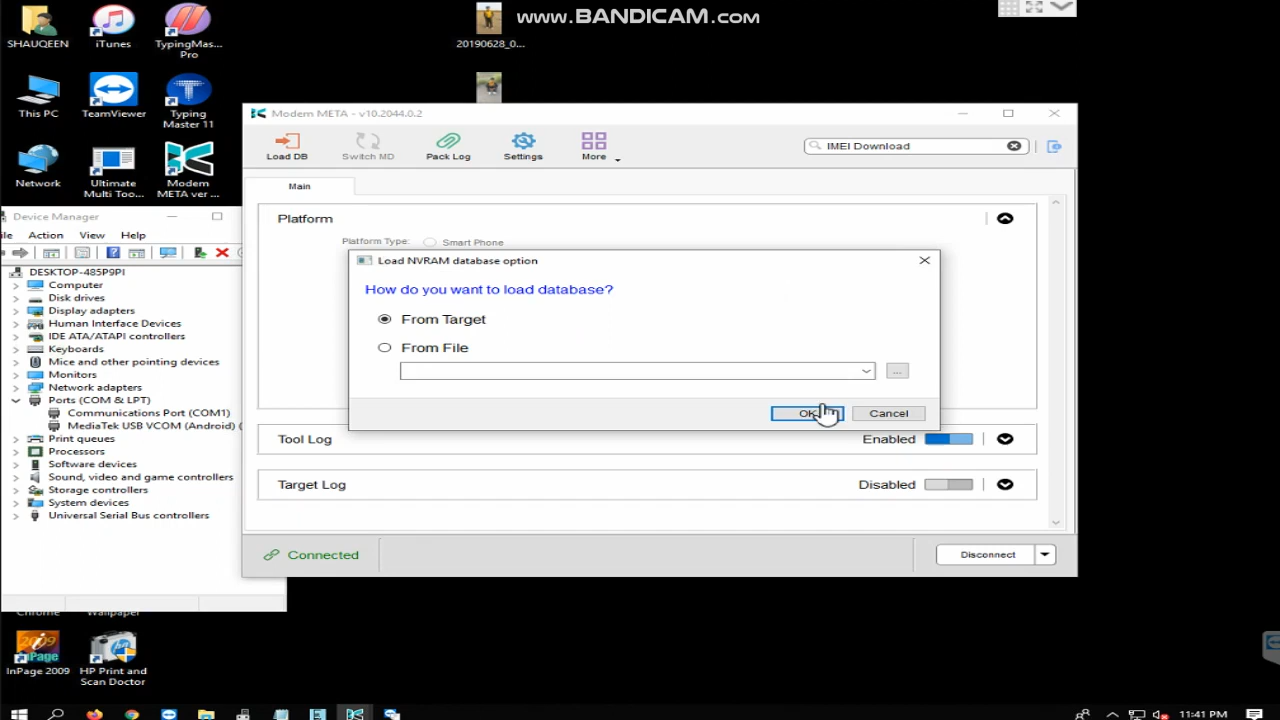 www.BANDICAM.com
SHAUQEEN
iTunes
TypingMas...
Pro
20190628_0...
This PC
TeamViewer
Typing
Master 11
Network
Ultimate
Multi Too...
Modem
META ver ...
Modem META - v10.2044.0.2
Load DB
Switch MD
Pack Log
Settings
More
IMEI Download
Main
Platform
Platform Type:
Smart Phone
Load NVRAM database option
How do you want to load database?
From Target
From File
...
OK
Cancel
Tool Log
Enabled
Target Log
Disabled
Connected
Disconnect
Device Manager
Action View Help
DESKTOP-485P9PI
Computer
Disk drives
Display adapters
Human Interface Devices
IDE ATA/ATAPI controllers
Keyboards
Mice and other pointing devices
Monitors
Network adapters
Ports (COM & LPT)
Communications Port (COM1)
MediaTek USB VCOM (Android) (
Print queues
Processors
Software devices
Sound, video and game controllers
Storage controllers
System devices
Universal Serial Bus controllers
Chrome
Wallpaper
InPage 2009
HP Print and
Scan Doctor
11:41 PM